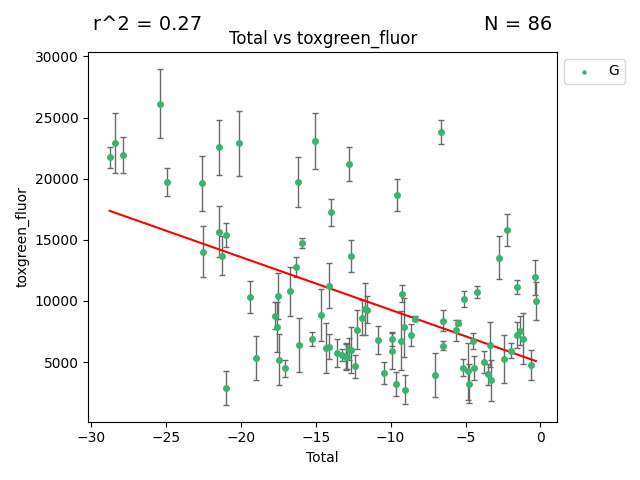 r^2 = 0.27
N = 86
Total vs toxgreen_fluor
G
30000
25000
20000
15000
10000
5000
toxgreen_fluor
−30
−25
−20
−15
−10
−5
0
Total